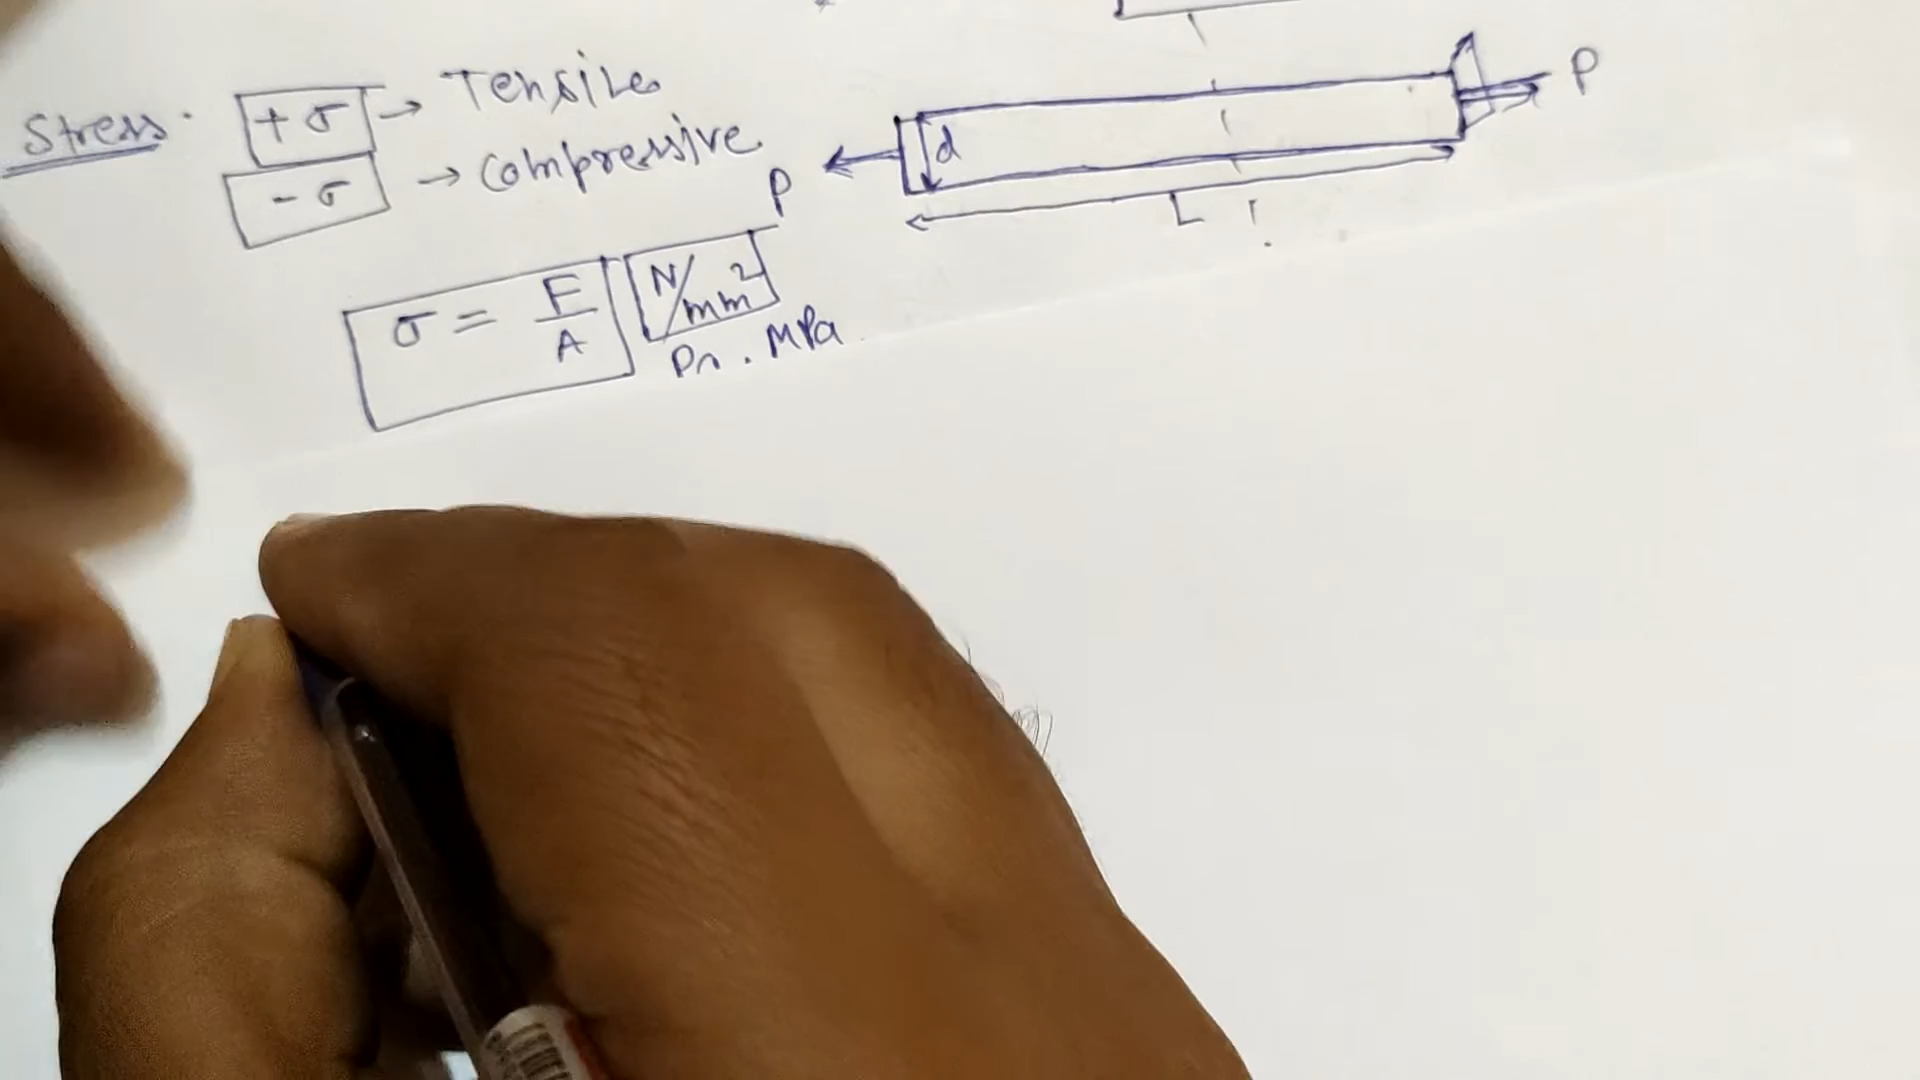 Stress. +σ → Tensile
-σ → Compressive
σ = F/A N/mm²
Pa. MPa
P d L P